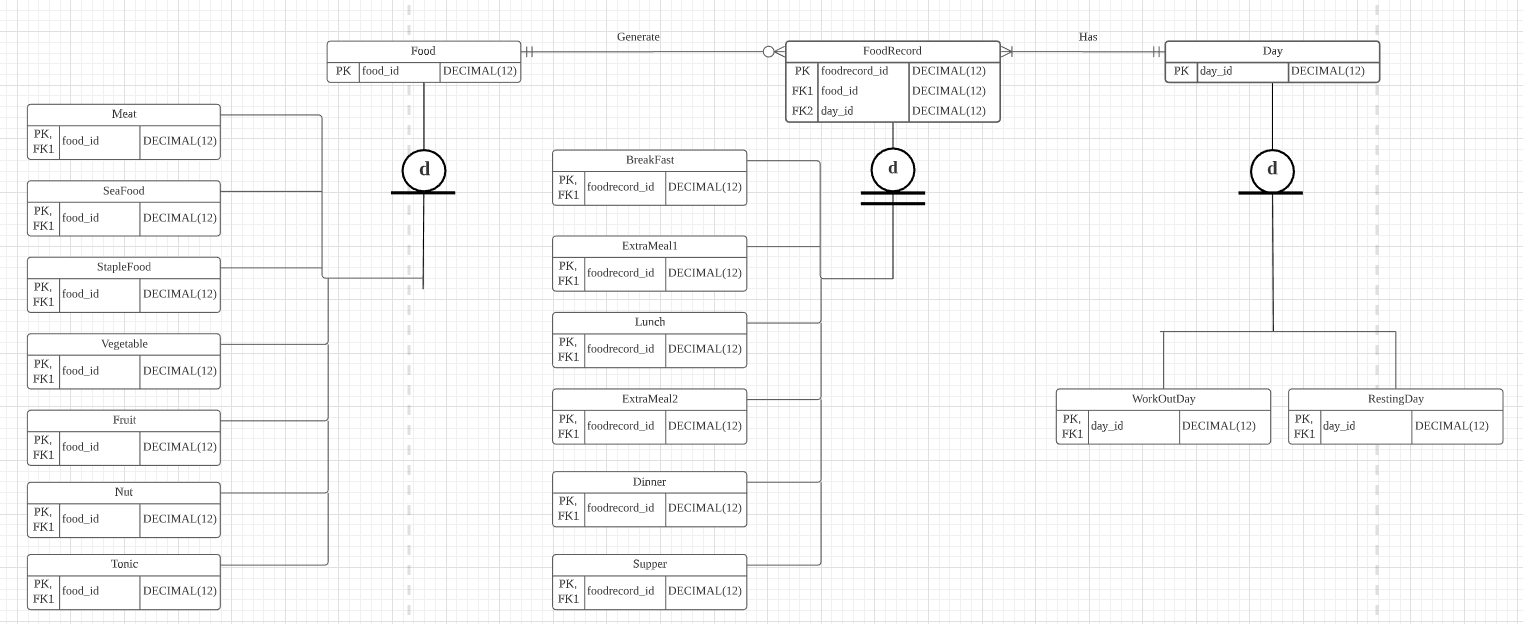 Generate
Has
Food
PK food_id DECIMAL(12)
FoodRecord
PK foodrecord_id DECIMAL(12)
FK1 food_id DECIMAL(12)
FK2 day_id DECIMAL(12)
Day
PK day_id DECIMAL(12)
d
d
d
Meat
PK,
FK1 food_id DECIMAL(12)
SeaFood
PK,
FK1 food_id DECIMAL(12)
StapleFood
PK,
FK1 food_id DECIMAL(12)
Vegetable
PK,
FK1 food_id DECIMAL(12)
Fruit
PK,
FK1 food_id DECIMAL(12)
Nut
PK,
FK1 food_id DECIMAL(12)
Tonic
PK,
FK1 food_id DECIMAL(12)
BreakFast
PK,
FK1 foodrecord_id DECIMAL(12)
ExtraMeal1
PK,
FK1 foodrecord_id DECIMAL(12)
Lunch
PK,
FK1 foodrecord_id DECIMAL(12)
ExtraMeal2
PK,
FK1 foodrecord_id DECIMAL(12)
Dinner
PK,
FK1 foodrecord_id DECIMAL(12)
Supper
PK,
FK1 foodrecord_id DECIMAL(12)
WorkOutDay
PK,
FK1 day_id DECIMAL(12)
RestingDay
PK,
FK1 day_id DECIMAL(12)